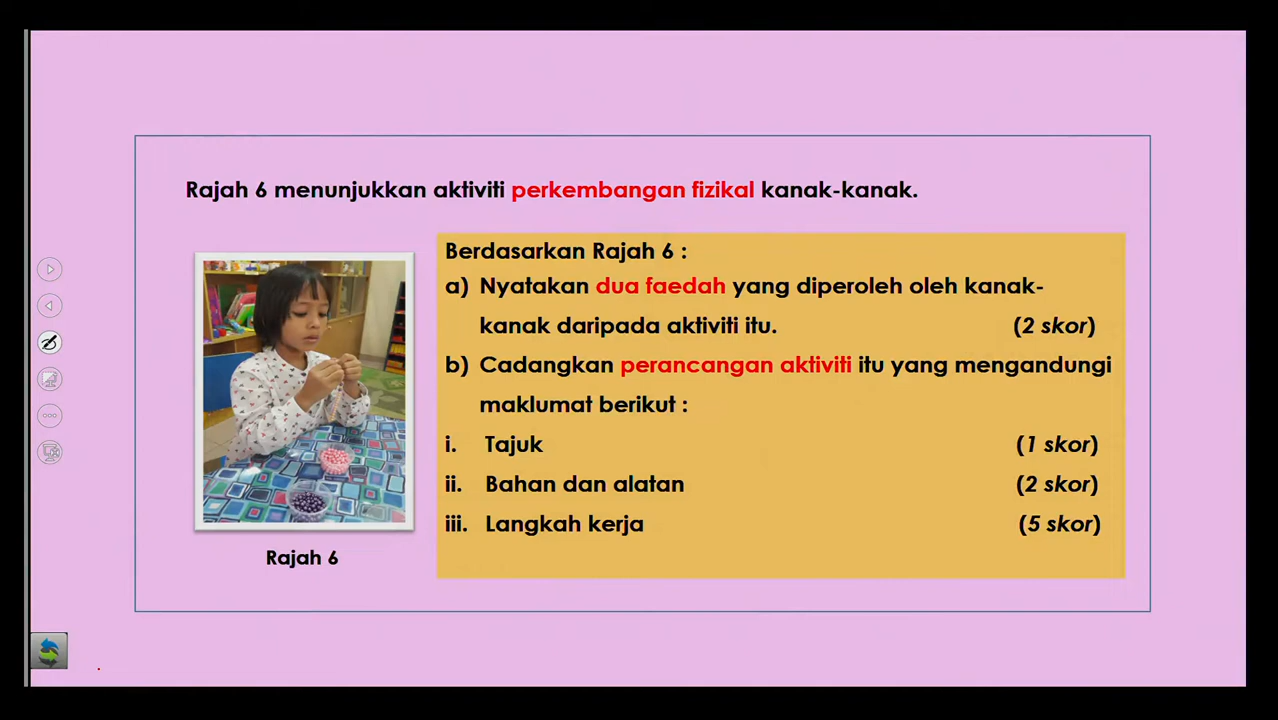 Rajah 6 menunjukkan aktiviti perkembangan fizikal kanak-kanak.
Berdasarkan Rajah 6 :
a) Nyatakan dua faedah yang diperoleh oleh kanak-
kanak daripada aktiviti itu. (2 skor)
b) Cadangkan perancangan aktiviti itu yang mengandungi
maklumat berikut :
i. Tajuk (1 skor)
ii. Bahan dan alatan (2 skor)
iii. Langkah kerja (5 skor)
Rajah 6